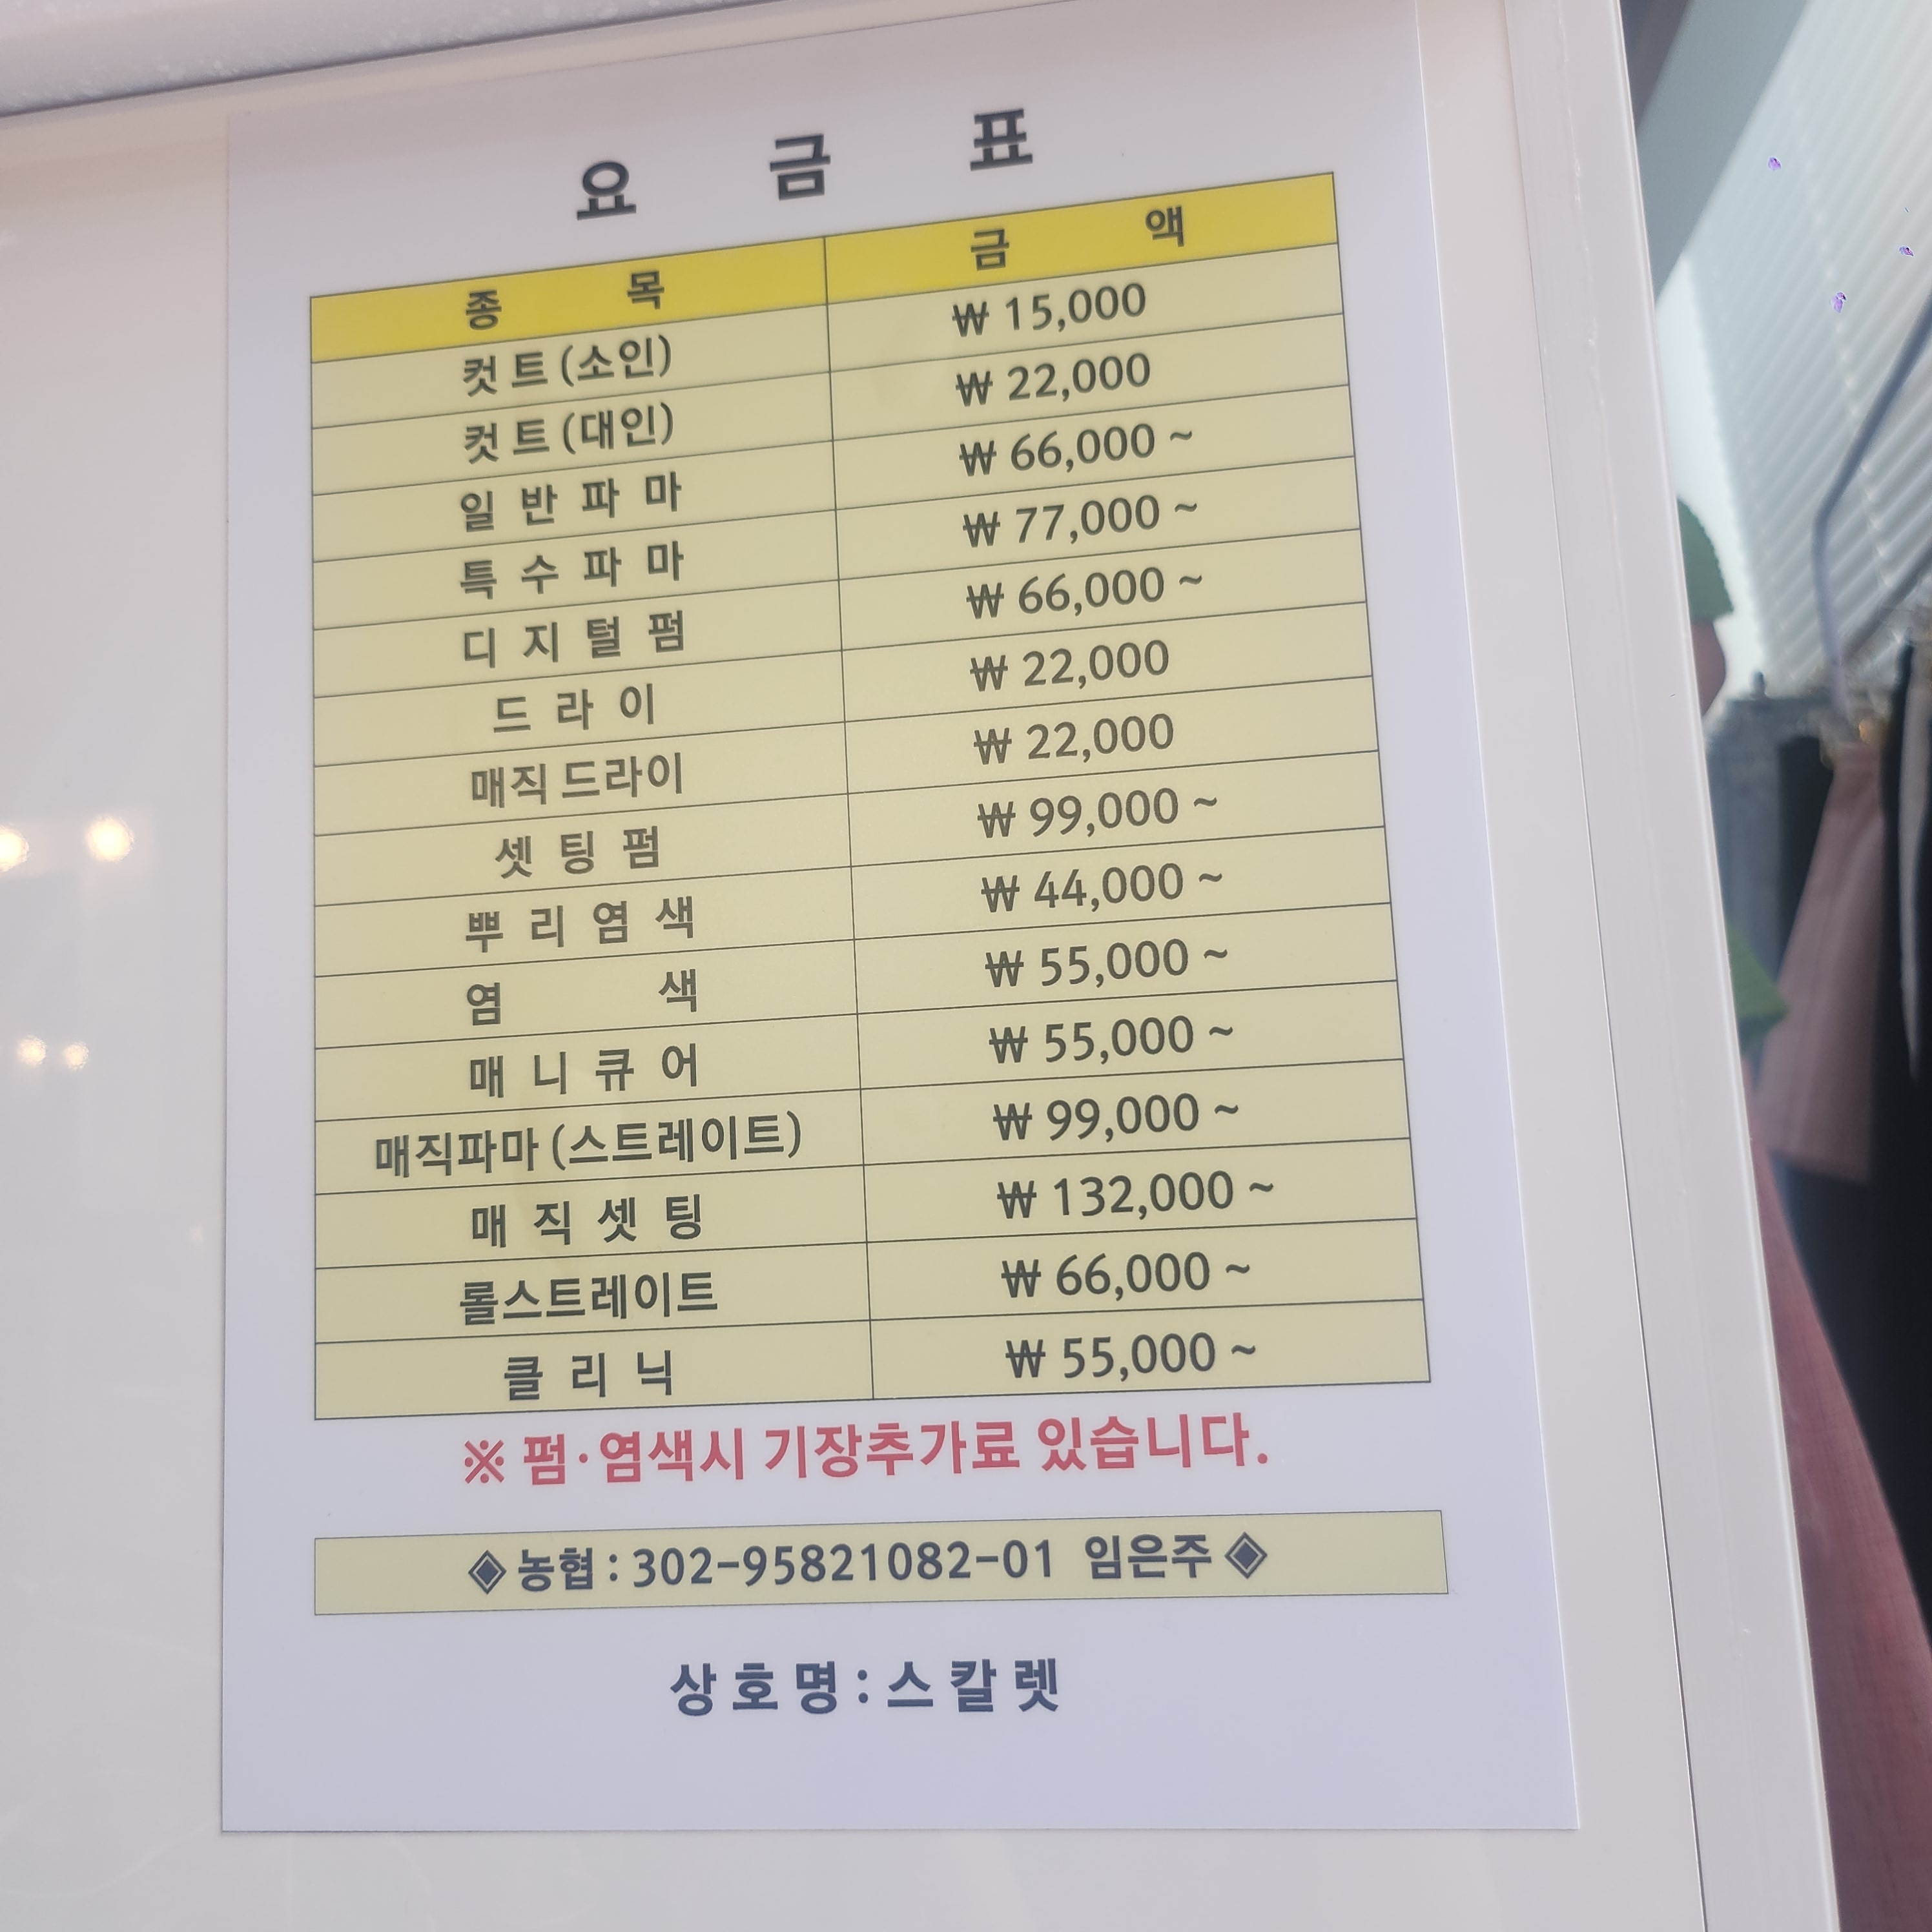 요 금 표
종 목 금 액
컷 트 (소인) ₩ 15,000
컷 트 (대인) ₩ 22,000
일 반 파 마 ₩ 66,000 ~
특 수 파 마 ₩ 77,000 ~
디 지 털 펌 ₩ 66,000 ~
드 라 이 ₩ 22,000
매직 드라이 ₩ 22,000
셋 팅 펌 ₩ 99,000 ~
뿌 리 염 색 ₩ 44,000 ~
염 색 ₩ 55,000 ~
매 니 큐 어 ₩ 55,000 ~
매직파마 (스트레이트) ₩ 99,000 ~
매 직 셋 팅 ₩ 132,000 ~
롤스트레이트 ₩ 66,000 ~
클 리 닉 ₩ 55,000 ~
※ 펌·염색시 기장추가료 있습니다.
◈ 농협 : 302-95821082-01 임은주 ◈
상 호 명 : 스 칼 렛